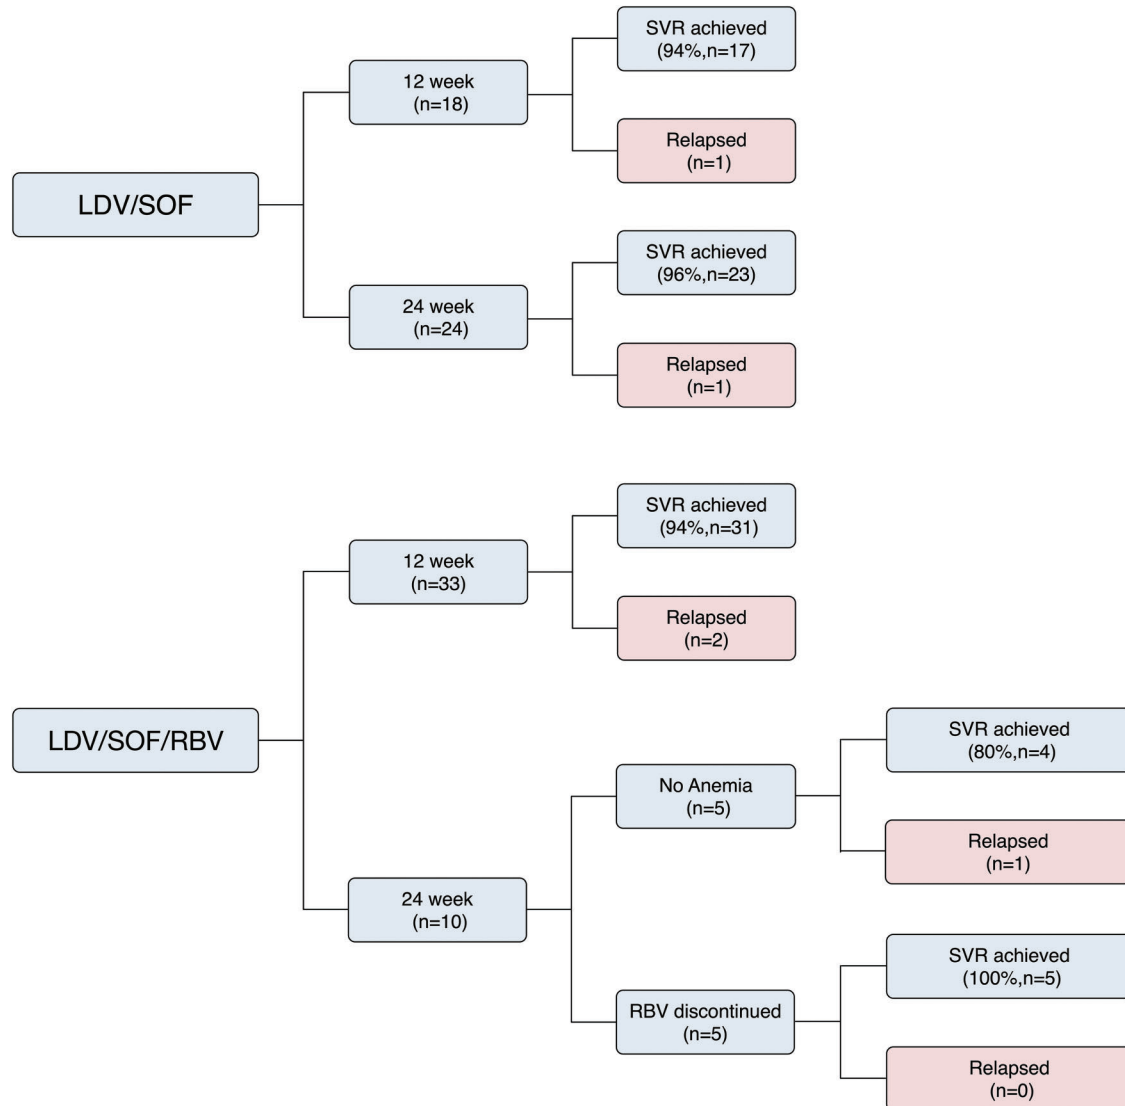 LDV/SOF
12 week
(n=18)
SVR achieved
(94%,n=17)
Relapsed
(n=1)
24 week
(n=24)
SVR achieved
(96%,n=23)
Relapsed
(n=1)
LDV/SOF/RBV
12 week
(n=33)
SVR achieved
(94%,n=31)
Relapsed
(n=2)
24 week
(n=10)
No Anemia
(n=5)
SVR achieved
(80%,n=4)
Relapsed
(n=1)
RBV discontinued
(n=5)
SVR achieved
(100%,n=5)
Relapsed
(n=0)